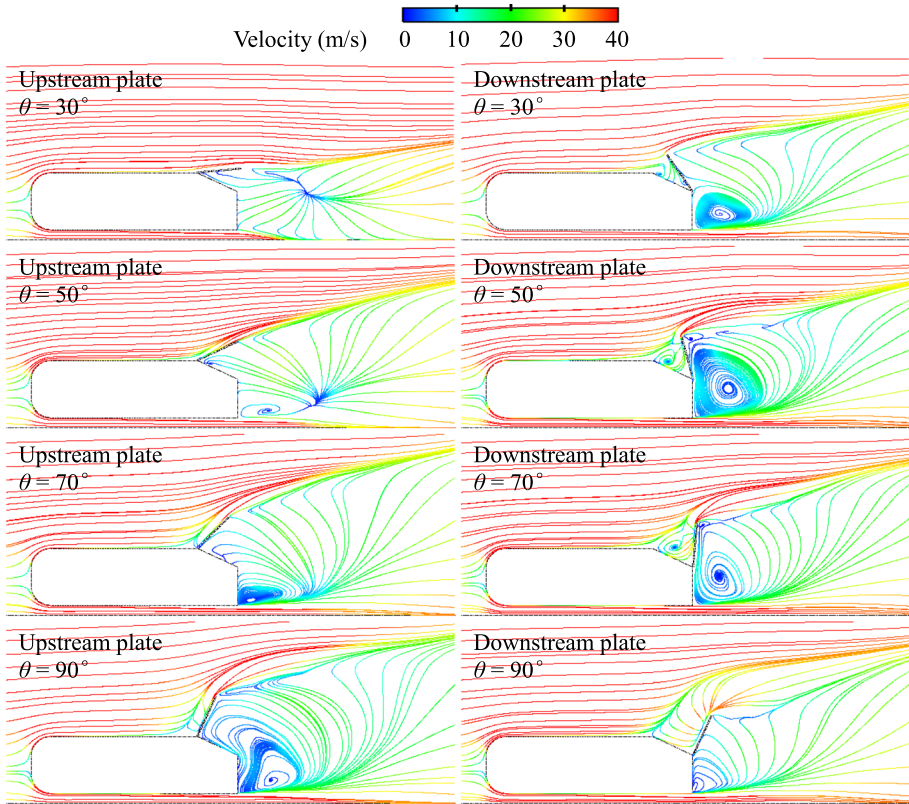 Velocity (m/s) 0 10 20 30 40
Upstream plate
θ = 30°
Downstream plate
θ = 30°
Upstream plate
θ = 50°
Downstream plate
θ = 50°
Upstream plate
θ = 70°
Downstream plate
θ = 70°
Upstream plate
θ = 90°
Downstream plate
θ = 90°